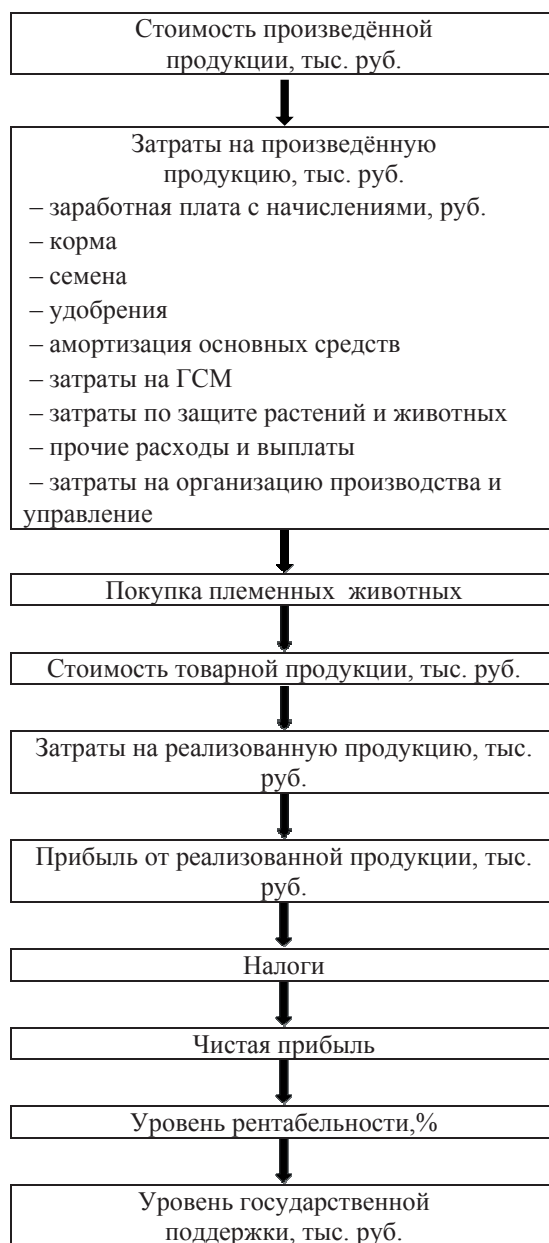 Стоимость произведённой
продукции, тыс. руб.
Затраты на произведённую
продукцию, тыс. руб.
– заработная плата с начислениями, руб.
– корма
– семена
– удобрения
– амортизация основных средств
– затраты на ГСМ
– затраты по защите растений и животных
– прочие расходы и выплаты
– затраты на организацию производства и
управление
Покупка племенных животных
Стоимость товарной продукции, тыс. руб.
Затраты на реализованную продукцию, тыс.
руб.
Прибыль от реализованной продукции, тыс.
руб.
Налоги
Чистая прибыль
Уровень рентабельности,%
Уровень государственной
поддержки, тыс. руб.